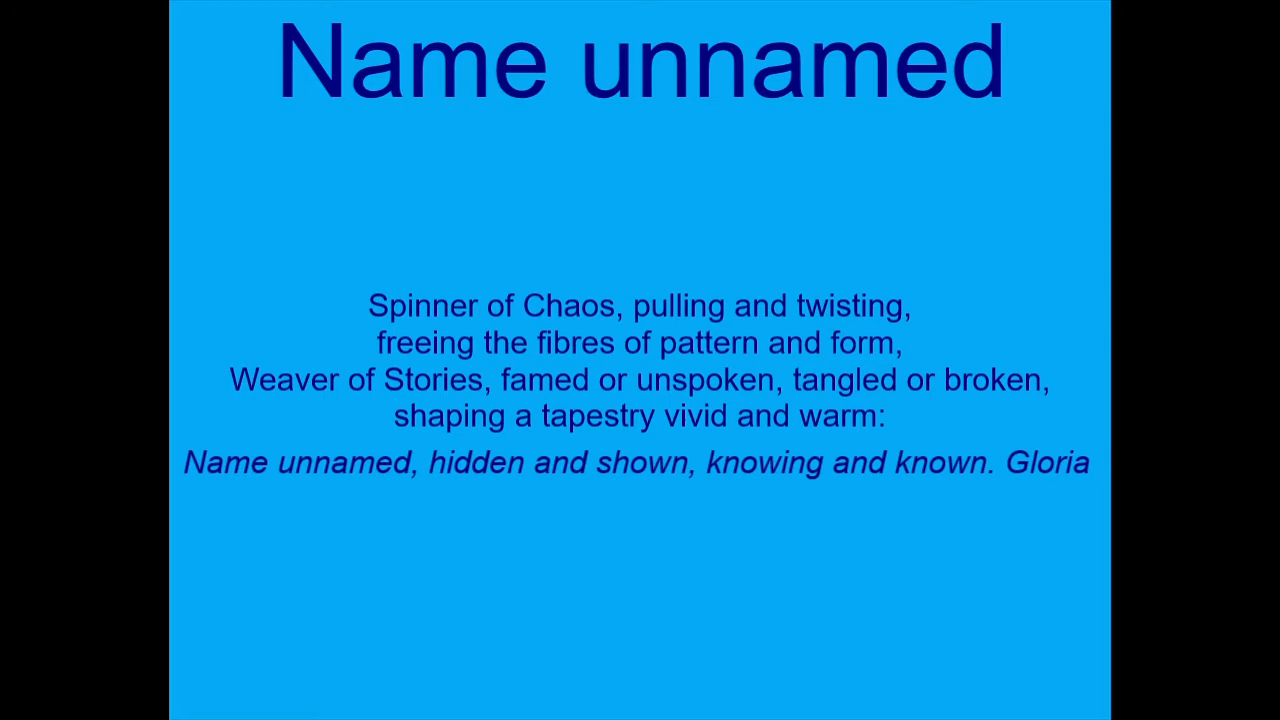 Name unnamed
Spinner of Chaos, pulling and twisting,
freeing the fibres of pattern and form,
Weaver of Stories, famed or unspoken, tangled or broken,
shaping a tapestry vivid and warm:
Name unnamed, hidden and shown, knowing and known. Gloria